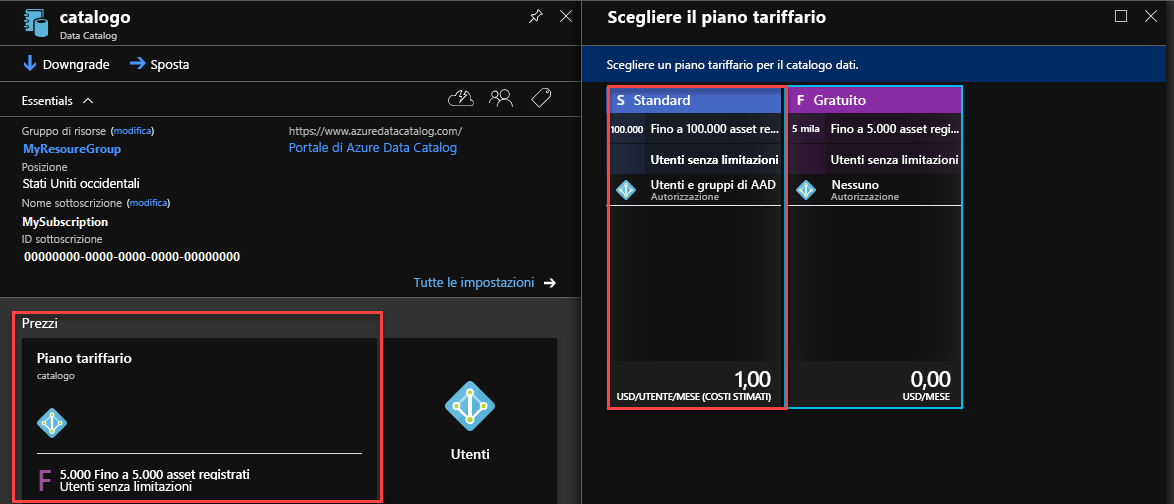 catalogo
Data Catalog
Downgrade
Sposta
Essentials
Gruppo di risorse (modifica)
MyResoureGroup
Posizione
Stati Uniti occidentali
Nome sottoscrizione (modifica)
MySubscription
ID sottoscrizione
00000000-0000-0000-0000-00000000
https://www.azuredatacatalog.com/
Portale di Azure Data Catalog
Tutte le impostazioni
Prezzi
Piano tariffario
catalogo
F
5.000 Fino a 5.000 asset registrati
Utenti senza limitazioni
Utenti
Scegliere il piano tariffario
Scegliere un piano tariffario per il catalogo dati.
S Standard
100.000 Fino a 100.000 asset re...
Utenti senza limitazioni
Utenti e gruppi di AAD
Autorizzazione
1,00
USD/UTENTE/MESE (COSTI STIMATI)
F Gratuito
5 mila Fino a 5.000 asset regi...
Utenti senza limitazioni
Nessuno
Autorizzazione
0,00
USD/MESE